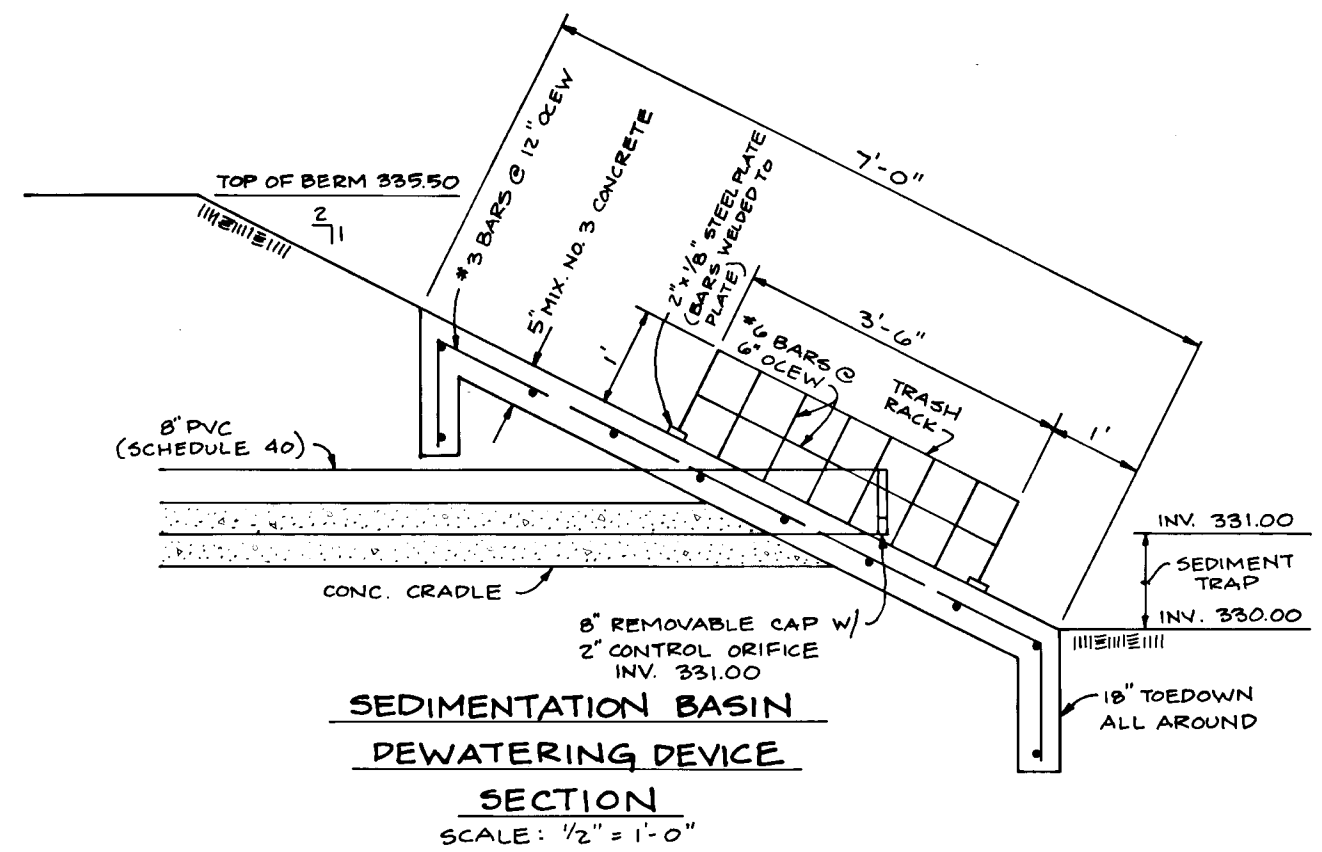 7'-0"
#3 BARS @ 12" OCEW
5" MIX. NO. 3 CONCRETE
2" x 1/8" STEEL PLATE
(BARS WELDED TO
PLATE)
TOP OF BERM 335.50
2
1
3'-6"
1'
#6 BARS @
6" OCEW
TRASH
RACK
1'
8" PVC
(SCHEDULE 40)
INV. 331.00
SEDIMENT
TRAP
INV. 330.00
CONC. CRADLE
8" REMOVABLE CAP W/
2" CONTROL ORIFICE
INV. 331.00
18" TOEDOWN
ALL AROUND
SEDIMENTATION BASIN
DEWATERING DEVICE
SECTION
SCALE: 1/2" = 1'-0"